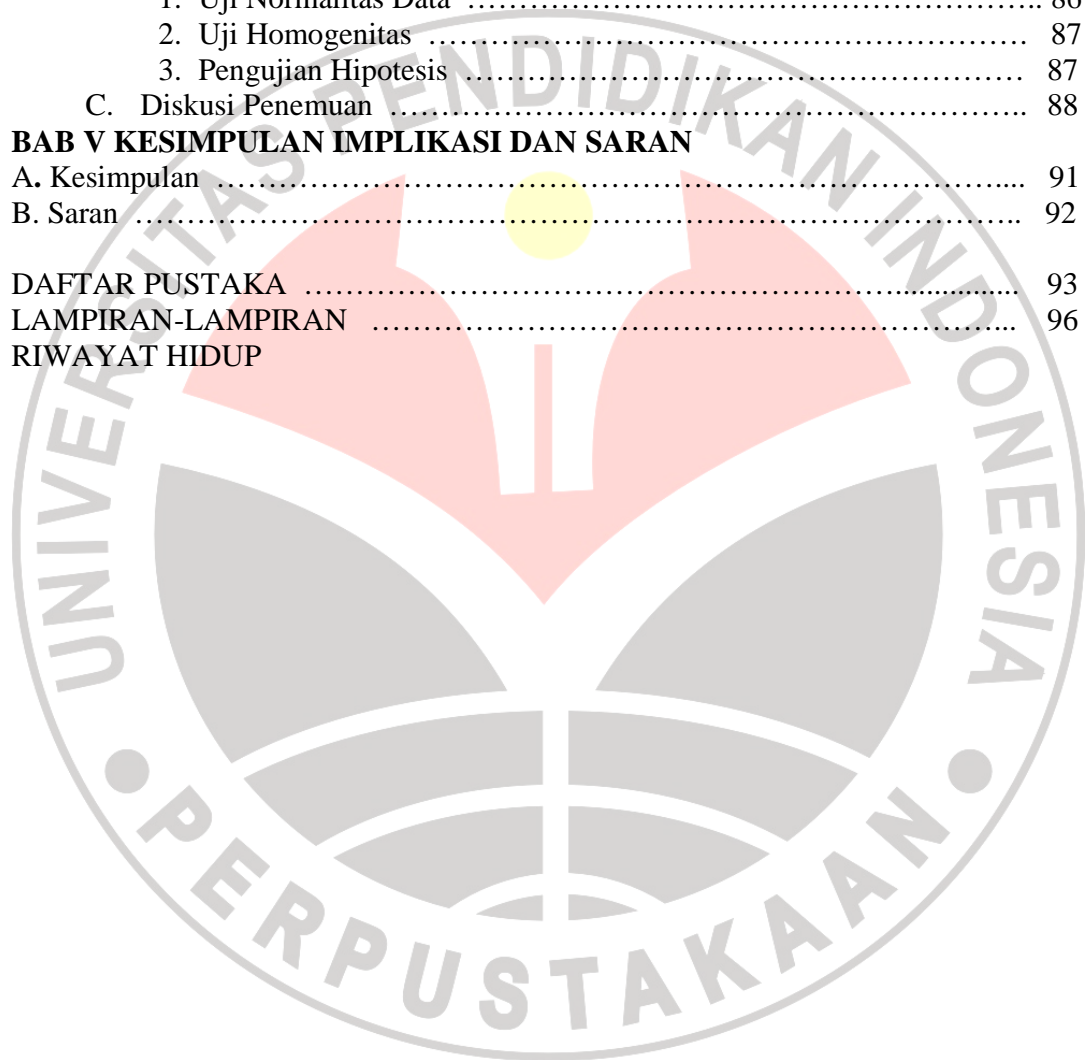 1. Uji Normalitas Data ……………………………………………….. 86
2. Uji Homogenitas …………………………………………………. 87
3. Pengujian Hipotesis ……………………………………………… 87
C. Diskusi Penemuan …………………………………………………….. 88
BAB V KESIMPULAN IMPLIKASI DAN SARAN
A. Kesimpulan ………………………………………………………………….... 91
B. Saran ………………………………………………………………………….. 92
DAFTAR PUSTAKA …………………………………………………................ 93
LAMPIRAN-LAMPIRAN ……………………………………………………... 96
RIWAYAT HIDUP
UNIVERSITAS PENDIDIKAN INDONESIA
PERPUSTAKAAN